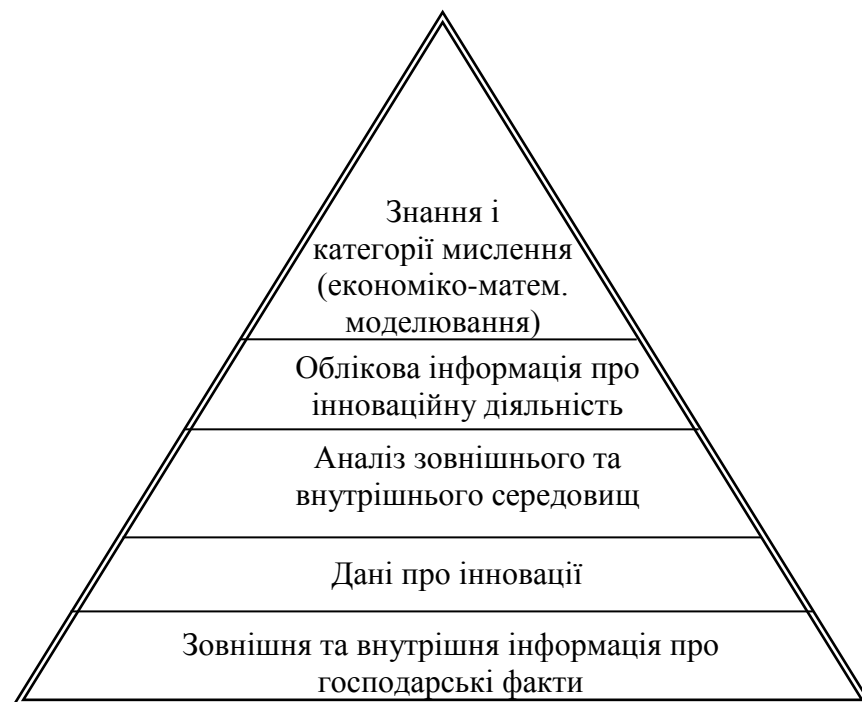 Знання і
категорії мислення
(економіко-матем.
моделювання)
Облікова інформація про
інноваційну діяльність
Аналіз зовнішнього та
внутрішнього середовищ
Дані про інновації
Зовнішня та внутрішня інформація про
господарські факти